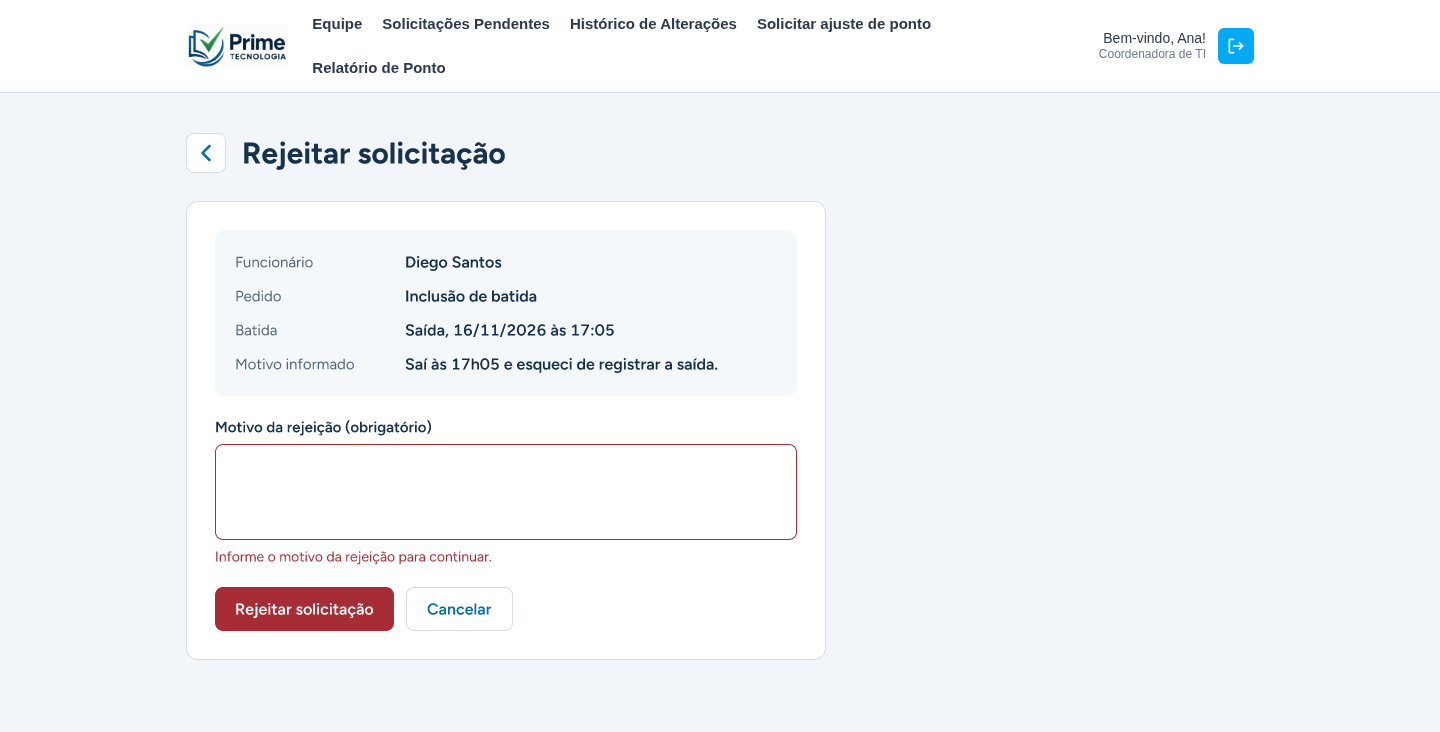 Prime
TECNOLOGIA
Equipe Solicitações Pendentes Histórico de Alterações Solicitar ajuste de ponto
Relatório de Ponto
Bem-vindo, Ana!
Coordenadora de TI
Rejeitar solicitação
Funcionário Diego Santos
Pedido Inclusão de batida
Batida Saída, 16/11/2026 às 17:05
Motivo informado Saí às 17h05 e esqueci de registrar a saída.
Motivo da rejeição (obrigatório)
Informe o motivo da rejeição para continuar.
Rejeitar solicitação Cancelar